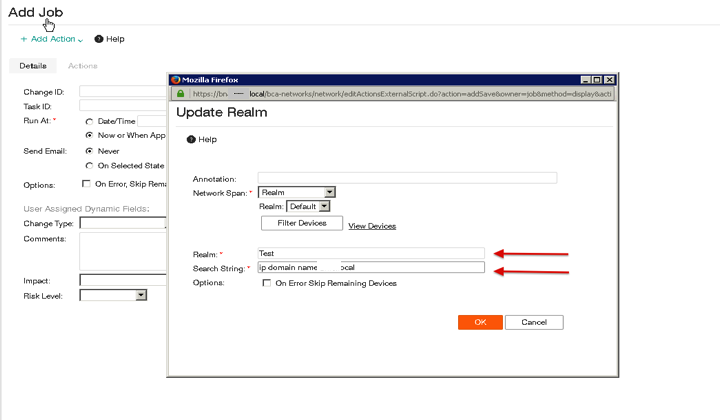 Add Job
+ Add Action
? Help
Details Actions
Change ID:
Task ID:
Run At: * Date/Time
Now or When App
Send Email: Never
On Selected State
Options: On Error, Skip Rema
User Assigned Dynamic Fields:
Change Type:
Comments:
Impact:
Risk Level:
Mozilla Firefox
https://bn local/bca-networks/network/editActionsExternalScript.do?action=addSave&owner=job&method=display&acti
Update Realm
? Help
Annotation:
Network Span: * Realm
Realm: Default
Filter Devices View Devices
Realm: * Test
Search String: * ip domain name local
Options: On Error Skip Remaining Devices
OK Cancel